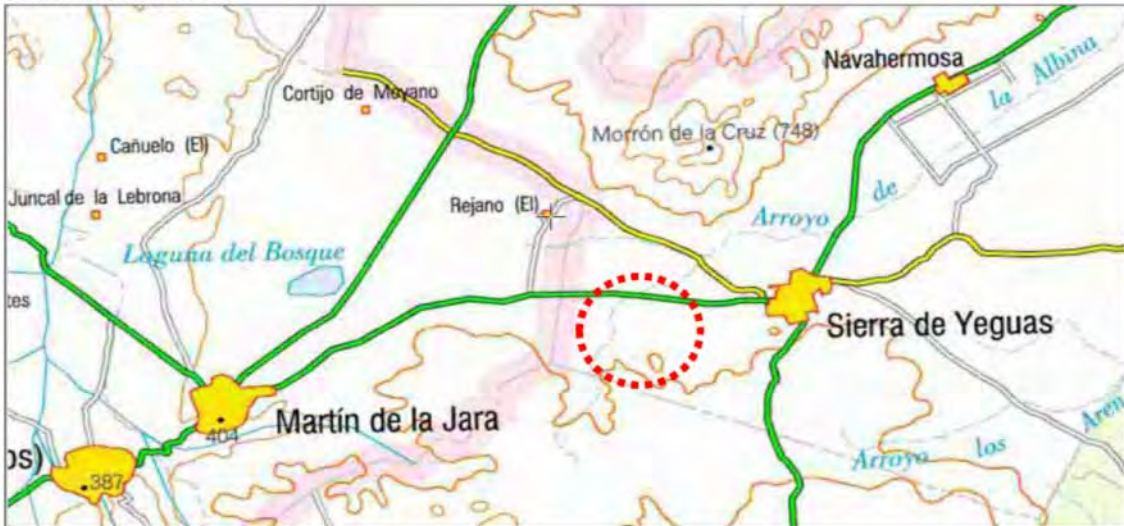 Navahermosa
la Albina
Cortijo de Moyano
Morrón de la Cruz (748)
Cañuelo (El)
Juncal de la Lebrona
Rejano (El)
Arroyo de
Laguna del Bosque
tes
Sierra de Yeguas
Martín de la Jara
404
os)
387
Arroyo los Aren